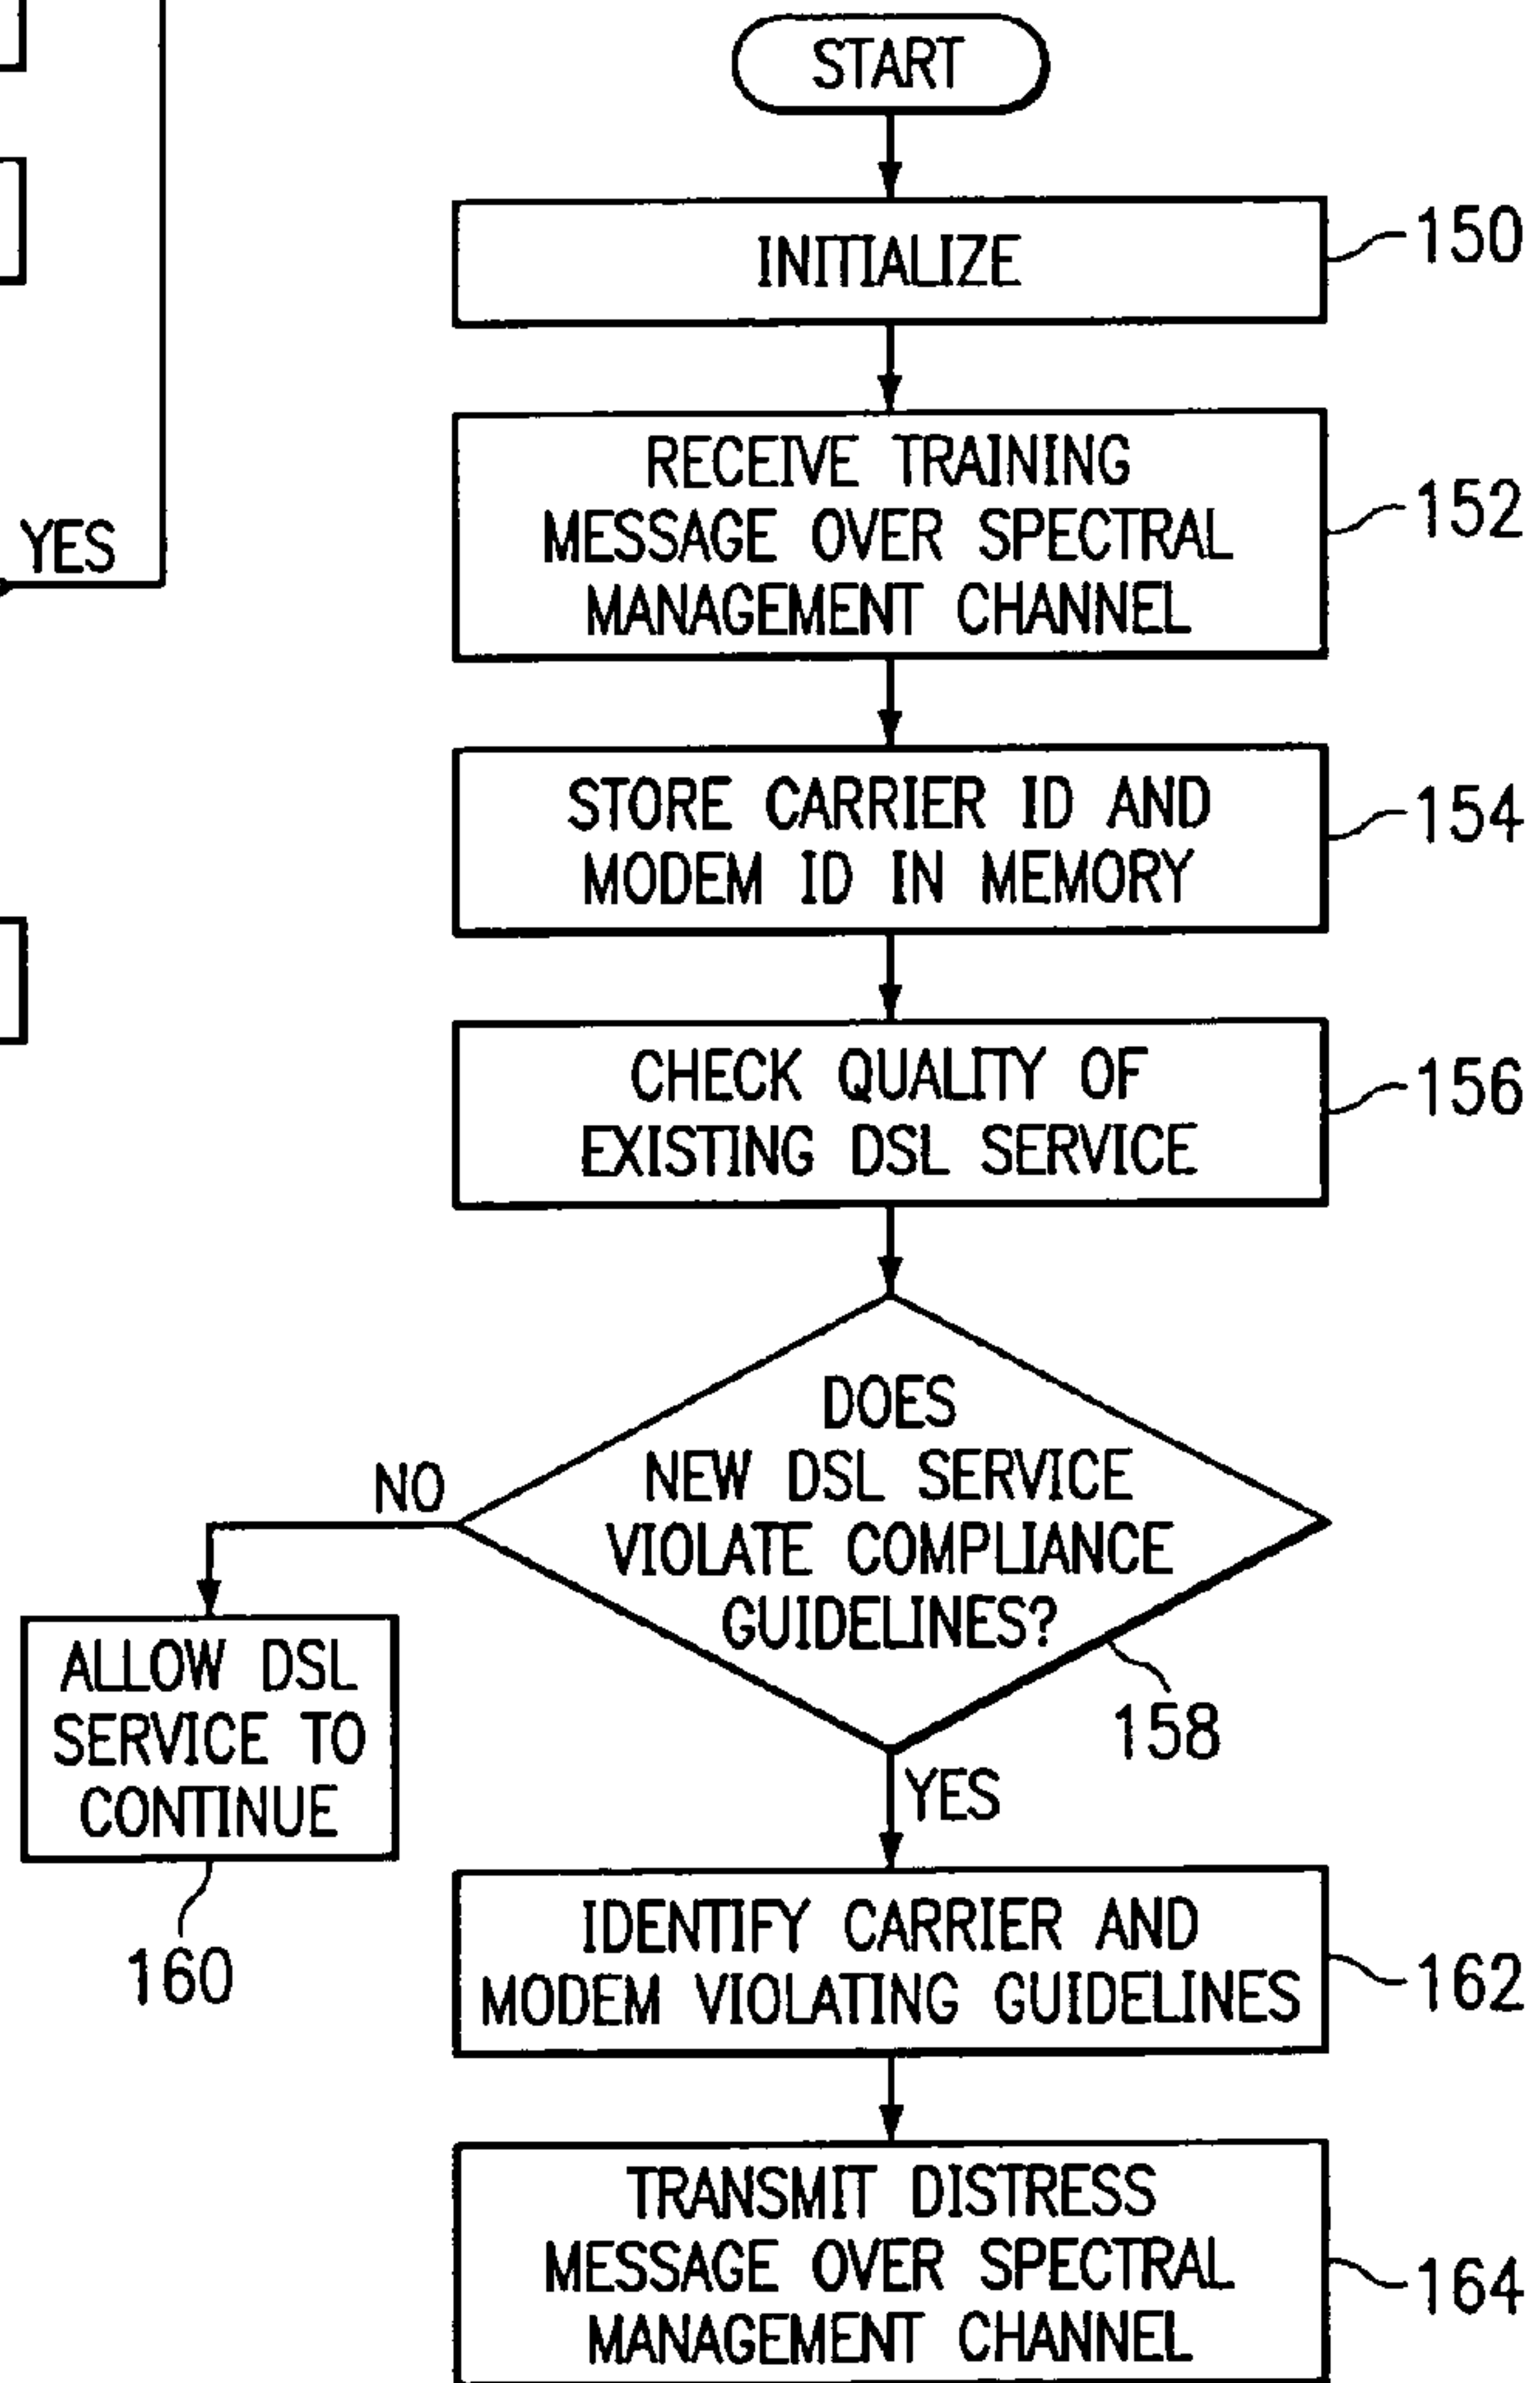 START
INITIALIZE
150
RECEIVE TRAINING
MESSAGE OVER SPECTRAL
MANAGEMENT CHANNEL
152
YES
STORE CARRIER ID AND
MODEM ID IN MEMORY
154
CHECK QUALITY OF
EXISTING DSL SERVICE
156
DOES
NEW DSL SERVICE
VIOLATE COMPLIANCE
GUIDELINES?
158
NO
ALLOW DSL
SERVICE TO
CONTINUE
160
YES
IDENTIFY CARRIER AND
MODEM VIOLATING GUIDELINES
162
TRANSMIT DISTRESS
MESSAGE OVER SPECTRAL
MANAGEMENT CHANNEL
164